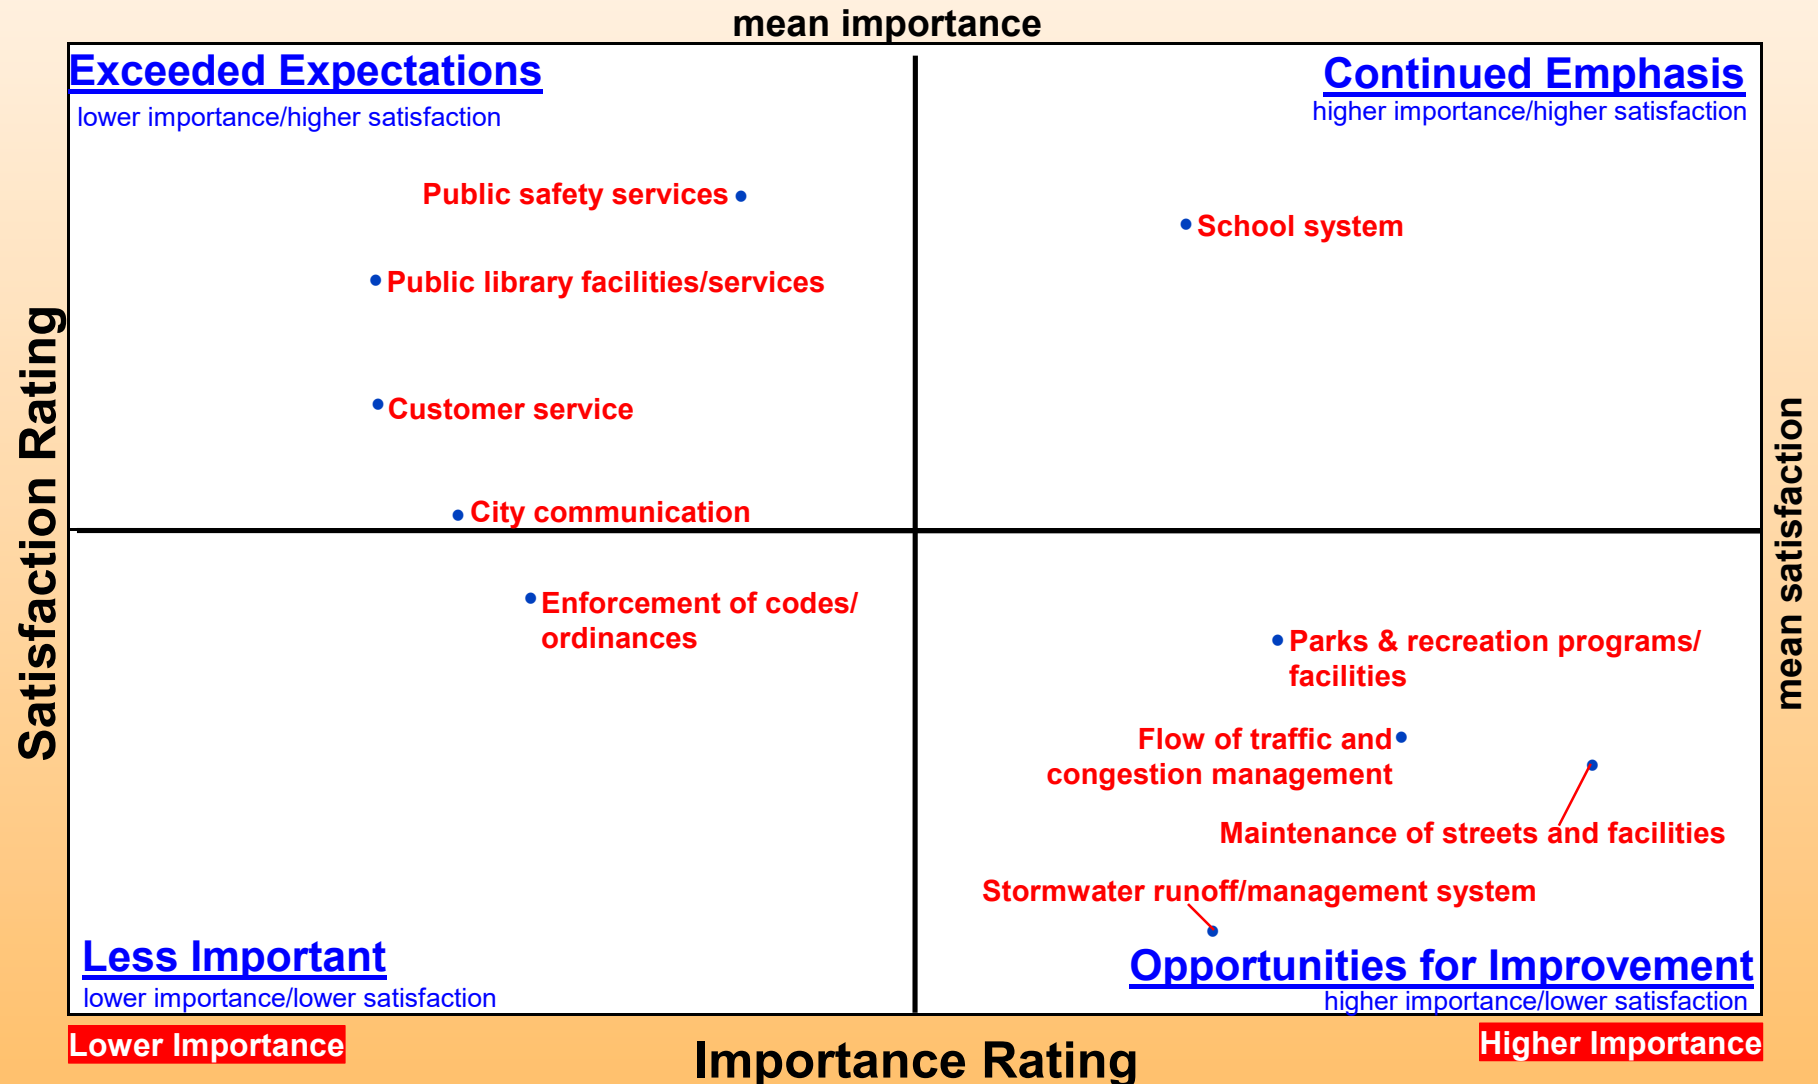 mean importance
Exceeded Expectations
lower importance/higher satisfaction
Continued Emphasis
higher importance/higher satisfaction
Public safety services
School system
Public library facilities/services
Customer service
City communication
Satisfaction Rating
mean satisfaction
Enforcement of codes/
ordinances
Parks & recreation programs/
facilities
Flow of traffic and
congestion management
Maintenance of streets and facilities
Stormwater runoff/management system
Less Important
lower importance/lower satisfaction
Opportunities for Improvement
higher importance/lower satisfaction
Lower Importance
Importance Rating
Higher Importance